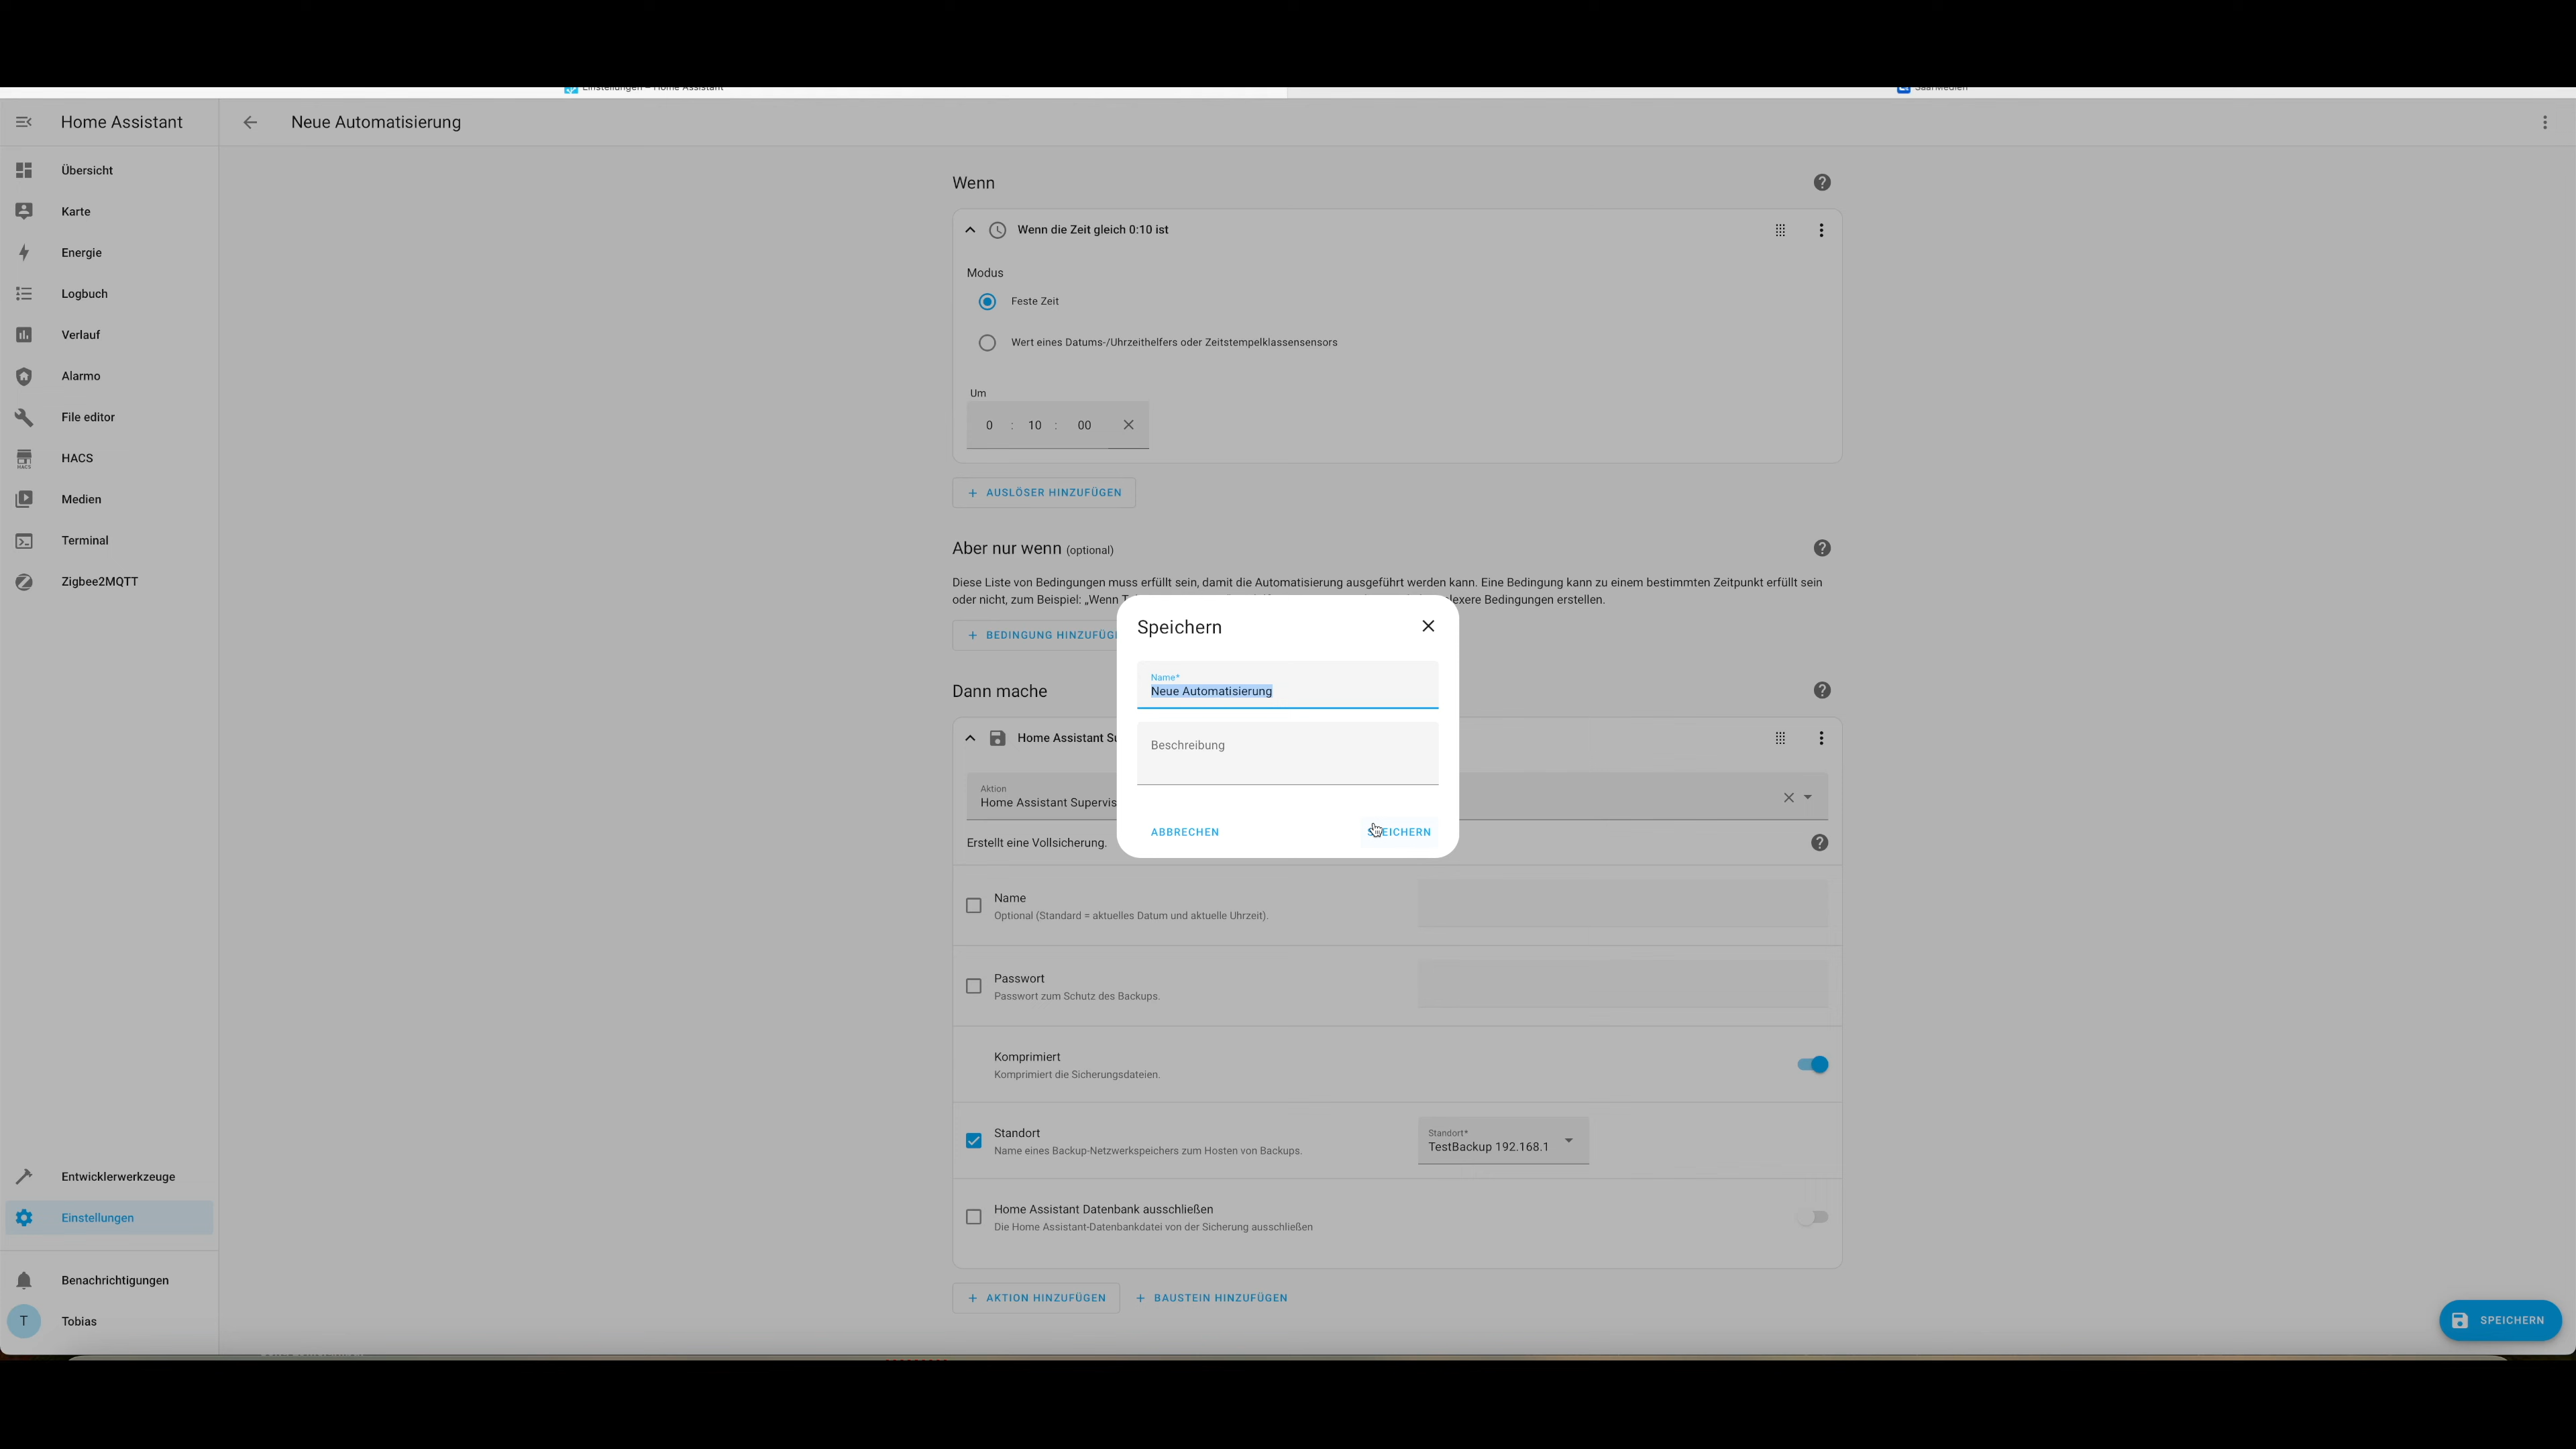 Einstellungen – Home Assistant
SaarMedien
Home Assistant
Neue Automatisierung
Übersicht
Karte
Energie
Logbuch
Verlauf
Alarmo
File editor
HACS
HACS
Medien
Terminal
Zigbee2MQTT
Entwicklerwerkzeuge
Einstellungen
Benachrichtigungen
T
Tobias
Wenn
Wenn die Zeit gleich 0:10 ist
Modus
Feste Zeit
Wert eines Datums-/Uhrzeithelfers oder Zeitstempelklassensensors
Um
0 : 10 : 00
AUSLÖSER HINZUFÜGEN
Aber nur wenn (optional)
Diese Liste von Bedingungen muss erfüllt sein, damit die Automatisierung ausgeführt werden kann. Eine Bedingung kann zu einem bestimmten Zeitpunkt erfüllt sein
oder nicht, zum Beispiel: „Wenn Bedingungen erstellen.
BEDINGUNG
Dann mache
Home Assistant
Aktion
Home Assistant
Erstellt eine Vollsicherung.
Speichern
Name*
Neue Automatisierung
Beschreibung
ABBRECHEN
SPEICHERN
Name
Optional (Standard = aktuelles Datum und aktuelle Uhrzeit).
Passwort
Passwort zum Schutz des Backups.
Komprimiert
Komprimiert die Sicherungsdateien.
Standort
Name eines Backup-Netzwerkspeichers zum Hosten von Backups.
Standort*
TestBackup 192.168.1
Home Assistant Datenbank ausschließen
Die Home Assistant-Datenbankdatei von der Sicherung ausschließen
AKTION HINZUFÜGEN
BAUSTEIN HINZUFÜGEN
SPEICHERN